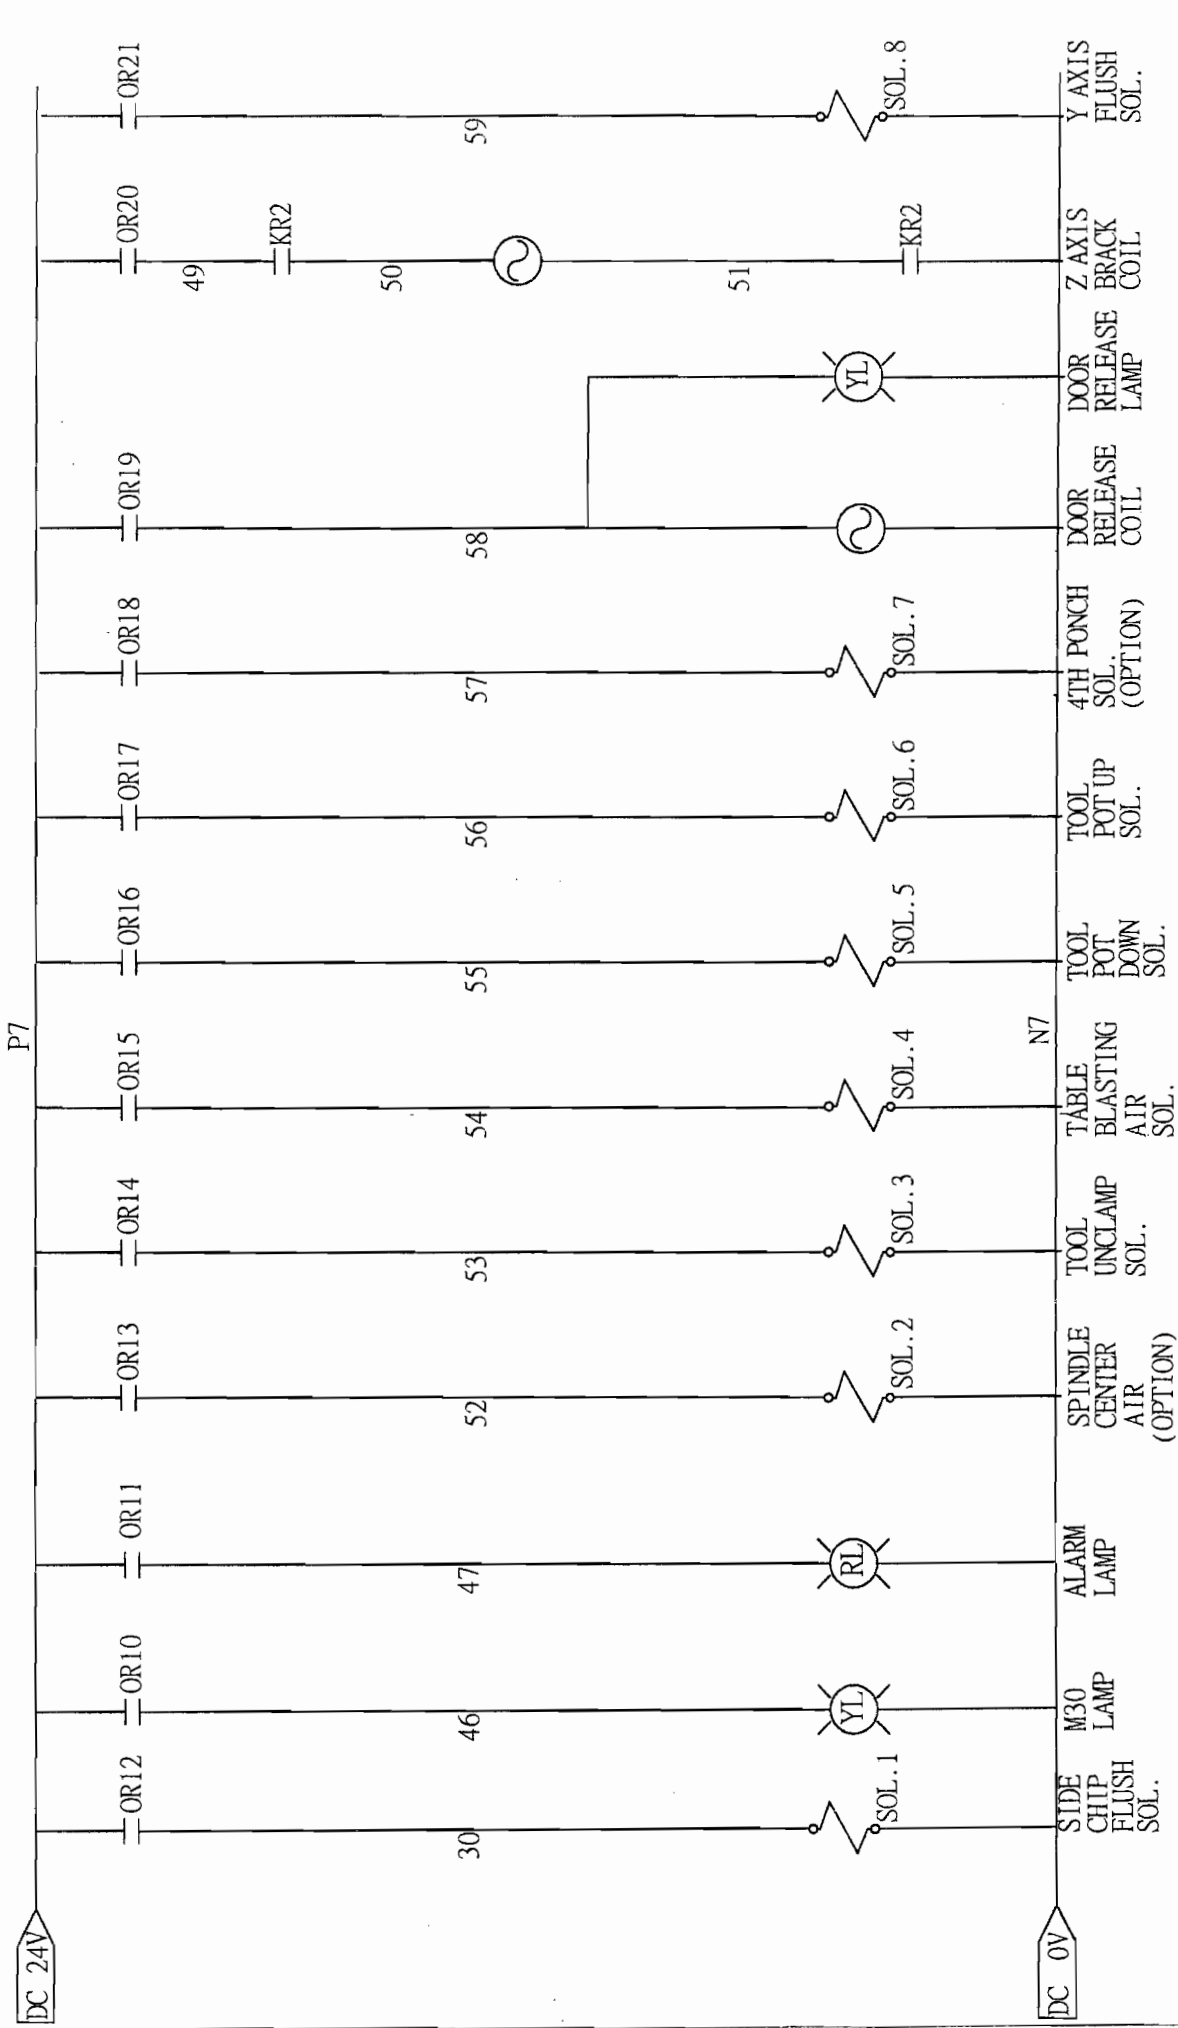 DC 24V
P7
OR12
OR10
OR11
OR13
OR14
OR15
OR16
OR17
OR18
OR19
OR20
OR21
49
KR2
50
30
46
47
52
53
54
55
56
57
58
59
51
SOL.1
YL
RL
SOL.2
SOL.3
SOL.4
SOL.5
SOL.6
SOL.7
YL
KR2
SOL.8
DC 0V
N7
SIDE
CHIP
FLUSH
SOL.
M30
LAMP
ALARM
LAMP
SPINDLE
CENTER
AIR
(OPTION)
TOOL
UNCLAMP
SOL.
TABLE
BLASTING
AIR
SOL.
TOOL
POT
DOWN
SOL.
TOOL
POT UP
SOL.
4TH PONCH
SOL.
(OPTION)
DOOR
RELEASE
COIL
DOOR
RELEASE
LAMP
Z AXIS
BRACK
COIL
Y AXIS
FLUSH
SOL.